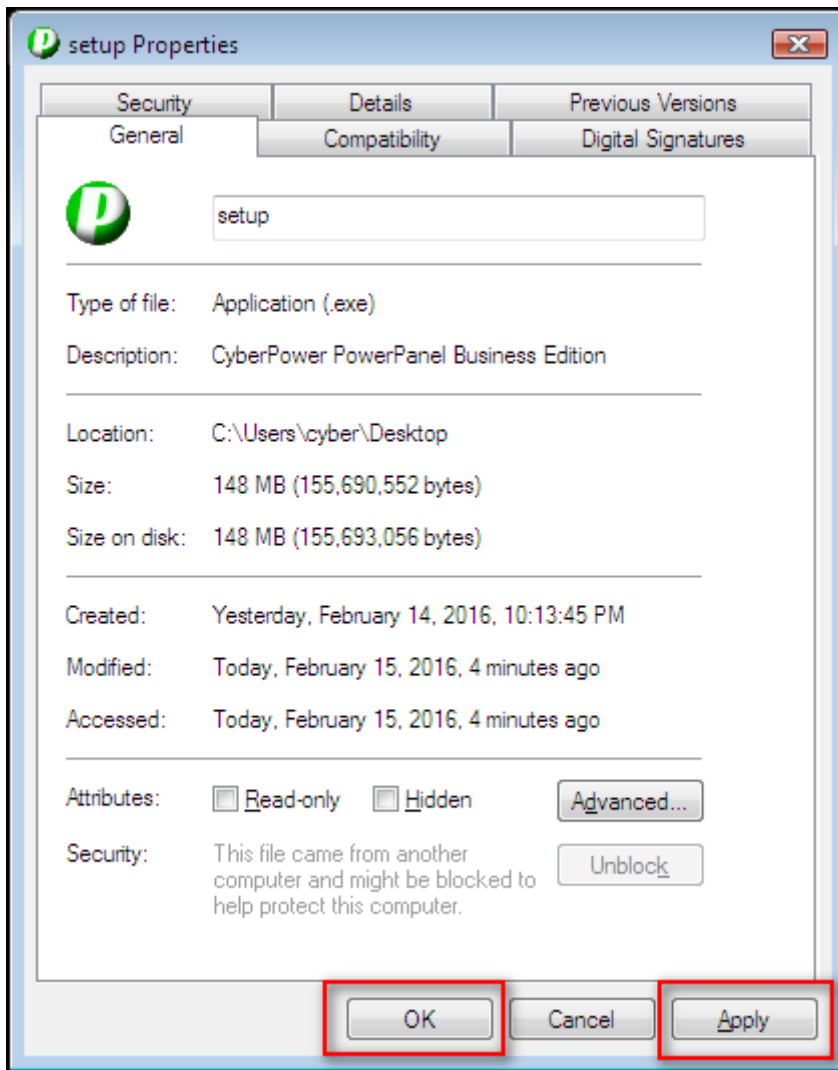 setup Properties
Security Details Previous Versions
General Compatibility Digital Signatures
setup
Type of file: Application (.exe)
Description: CyberPower PowerPanel Business Edition
Location: C:\Users\cyber\Desktop
Size: 148 MB (155,690,552 bytes)
Size on disk: 148 MB (155,693,056 bytes)
Created: Yesterday, February 14, 2016, 10:13:45 PM
Modified: Today, February 15, 2016, 4 minutes ago
Accessed: Today, February 15, 2016, 4 minutes ago
Attributes: Read-only Hidden Advanced...
Security: This file came from another
computer and might be blocked to
help protect this computer.
Unblock
OK Cancel Apply